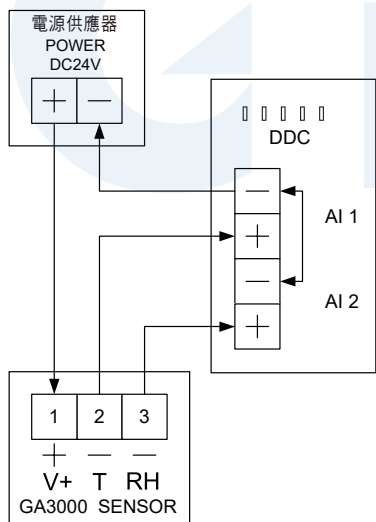 電源供應器
POWER
DC24V
+ −
DDC
−
+
−
+
AI 1
AI 2
1 2 3
+ − −
V+ T RH
GA3000 SENSOR